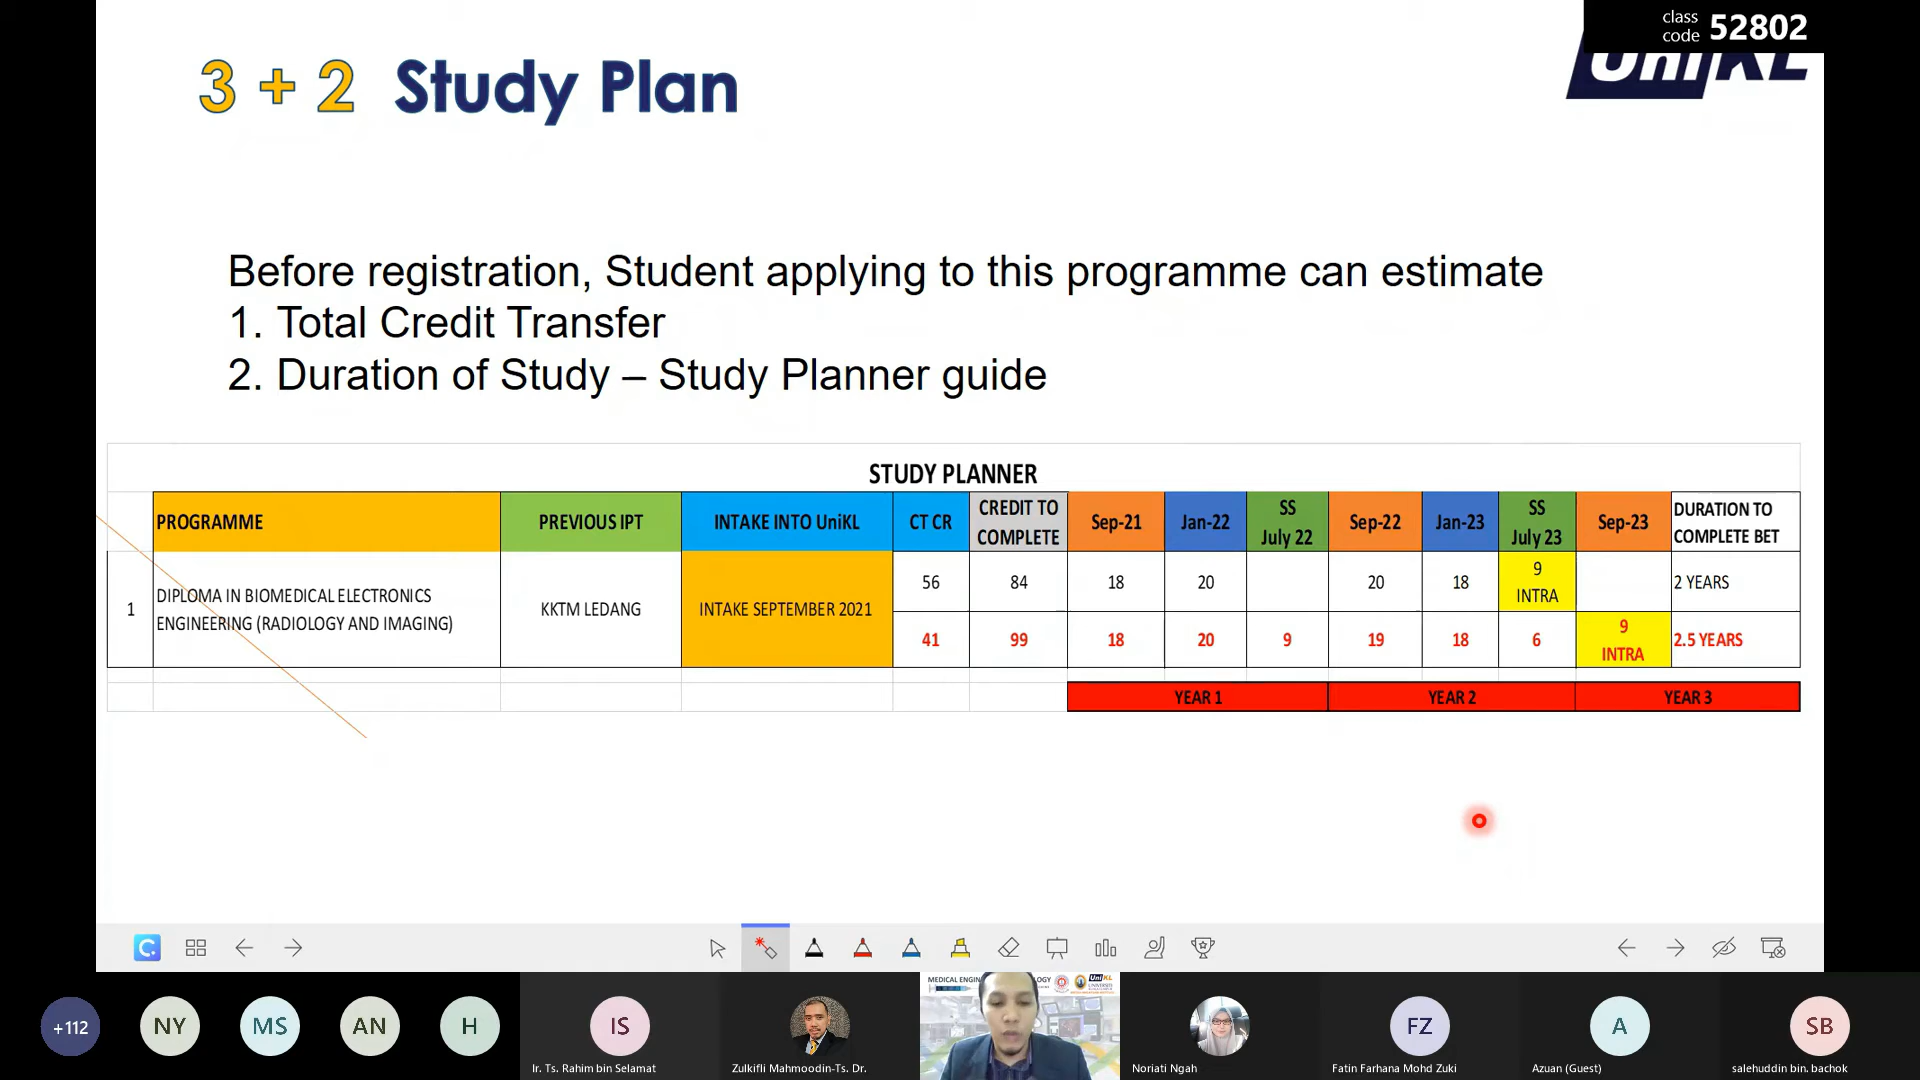 class code 52802
UniKL
3 + 2 Study Plan
Before registration, Student applying to this programme can estimate
1. Total Credit Transfer
2. Duration of Study – Study Planner guide
STUDY PLANNER
PROGRAMME PREVIOUS IPT INTAKE INTO UniKL CT CR CREDIT TO COMPLETE Sep-21 Jan-22 SS July 22 Sep-22 Jan-23 SS July 23 Sep-23 DURATION TO COMPLETE BET
1 DIPLOMA IN BIOMEDICAL ELECTRONICS ENGINEERING (RADIOLOGY AND IMAGING) KKTM LEDANG INTAKE SEPTEMBER 2021
56 84 18 20 20 18 9 INTRA 2 YEARS
41 99 18 20 9 19 18 6 9 INTRA 2.5 YEARS
YEAR 1 YEAR 2 YEAR 3
+112 NY MS AN H IS FZ A SB
MEDICAL ENGIN
UniKL
Ir. Ts. Rahim bin Selamat
Zulkifli Mahmoodin-Ts. Dr.
Noriati Ngah
Fatin Farhana Mohd Zuki
Azuan (Guest)
salehuddin bin. bachok